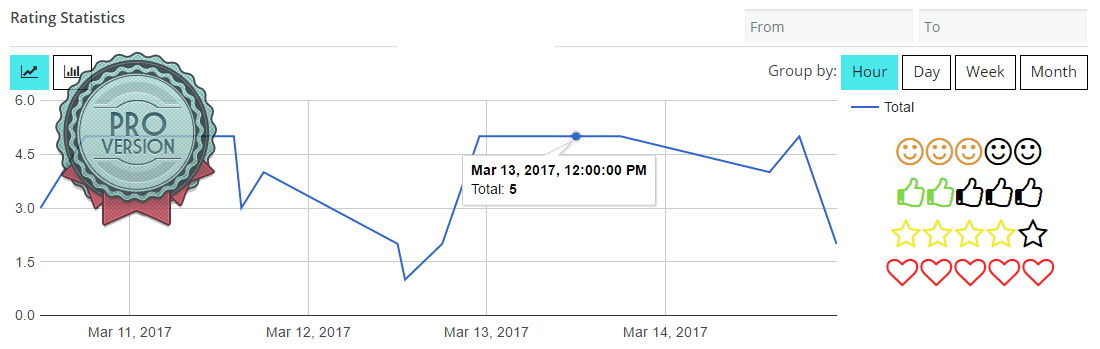 Rating Statistics
From
To
Group by:
Hour
Day
Week
Month
6.0
4.5
3.0
1.5
0.0
PRO
VERSION
Mar 13, 2017, 12:00:00 PM
Total: 5
Total
Mar 11, 2017
Mar 12, 2017
Mar 13, 2017
Mar 14, 2017